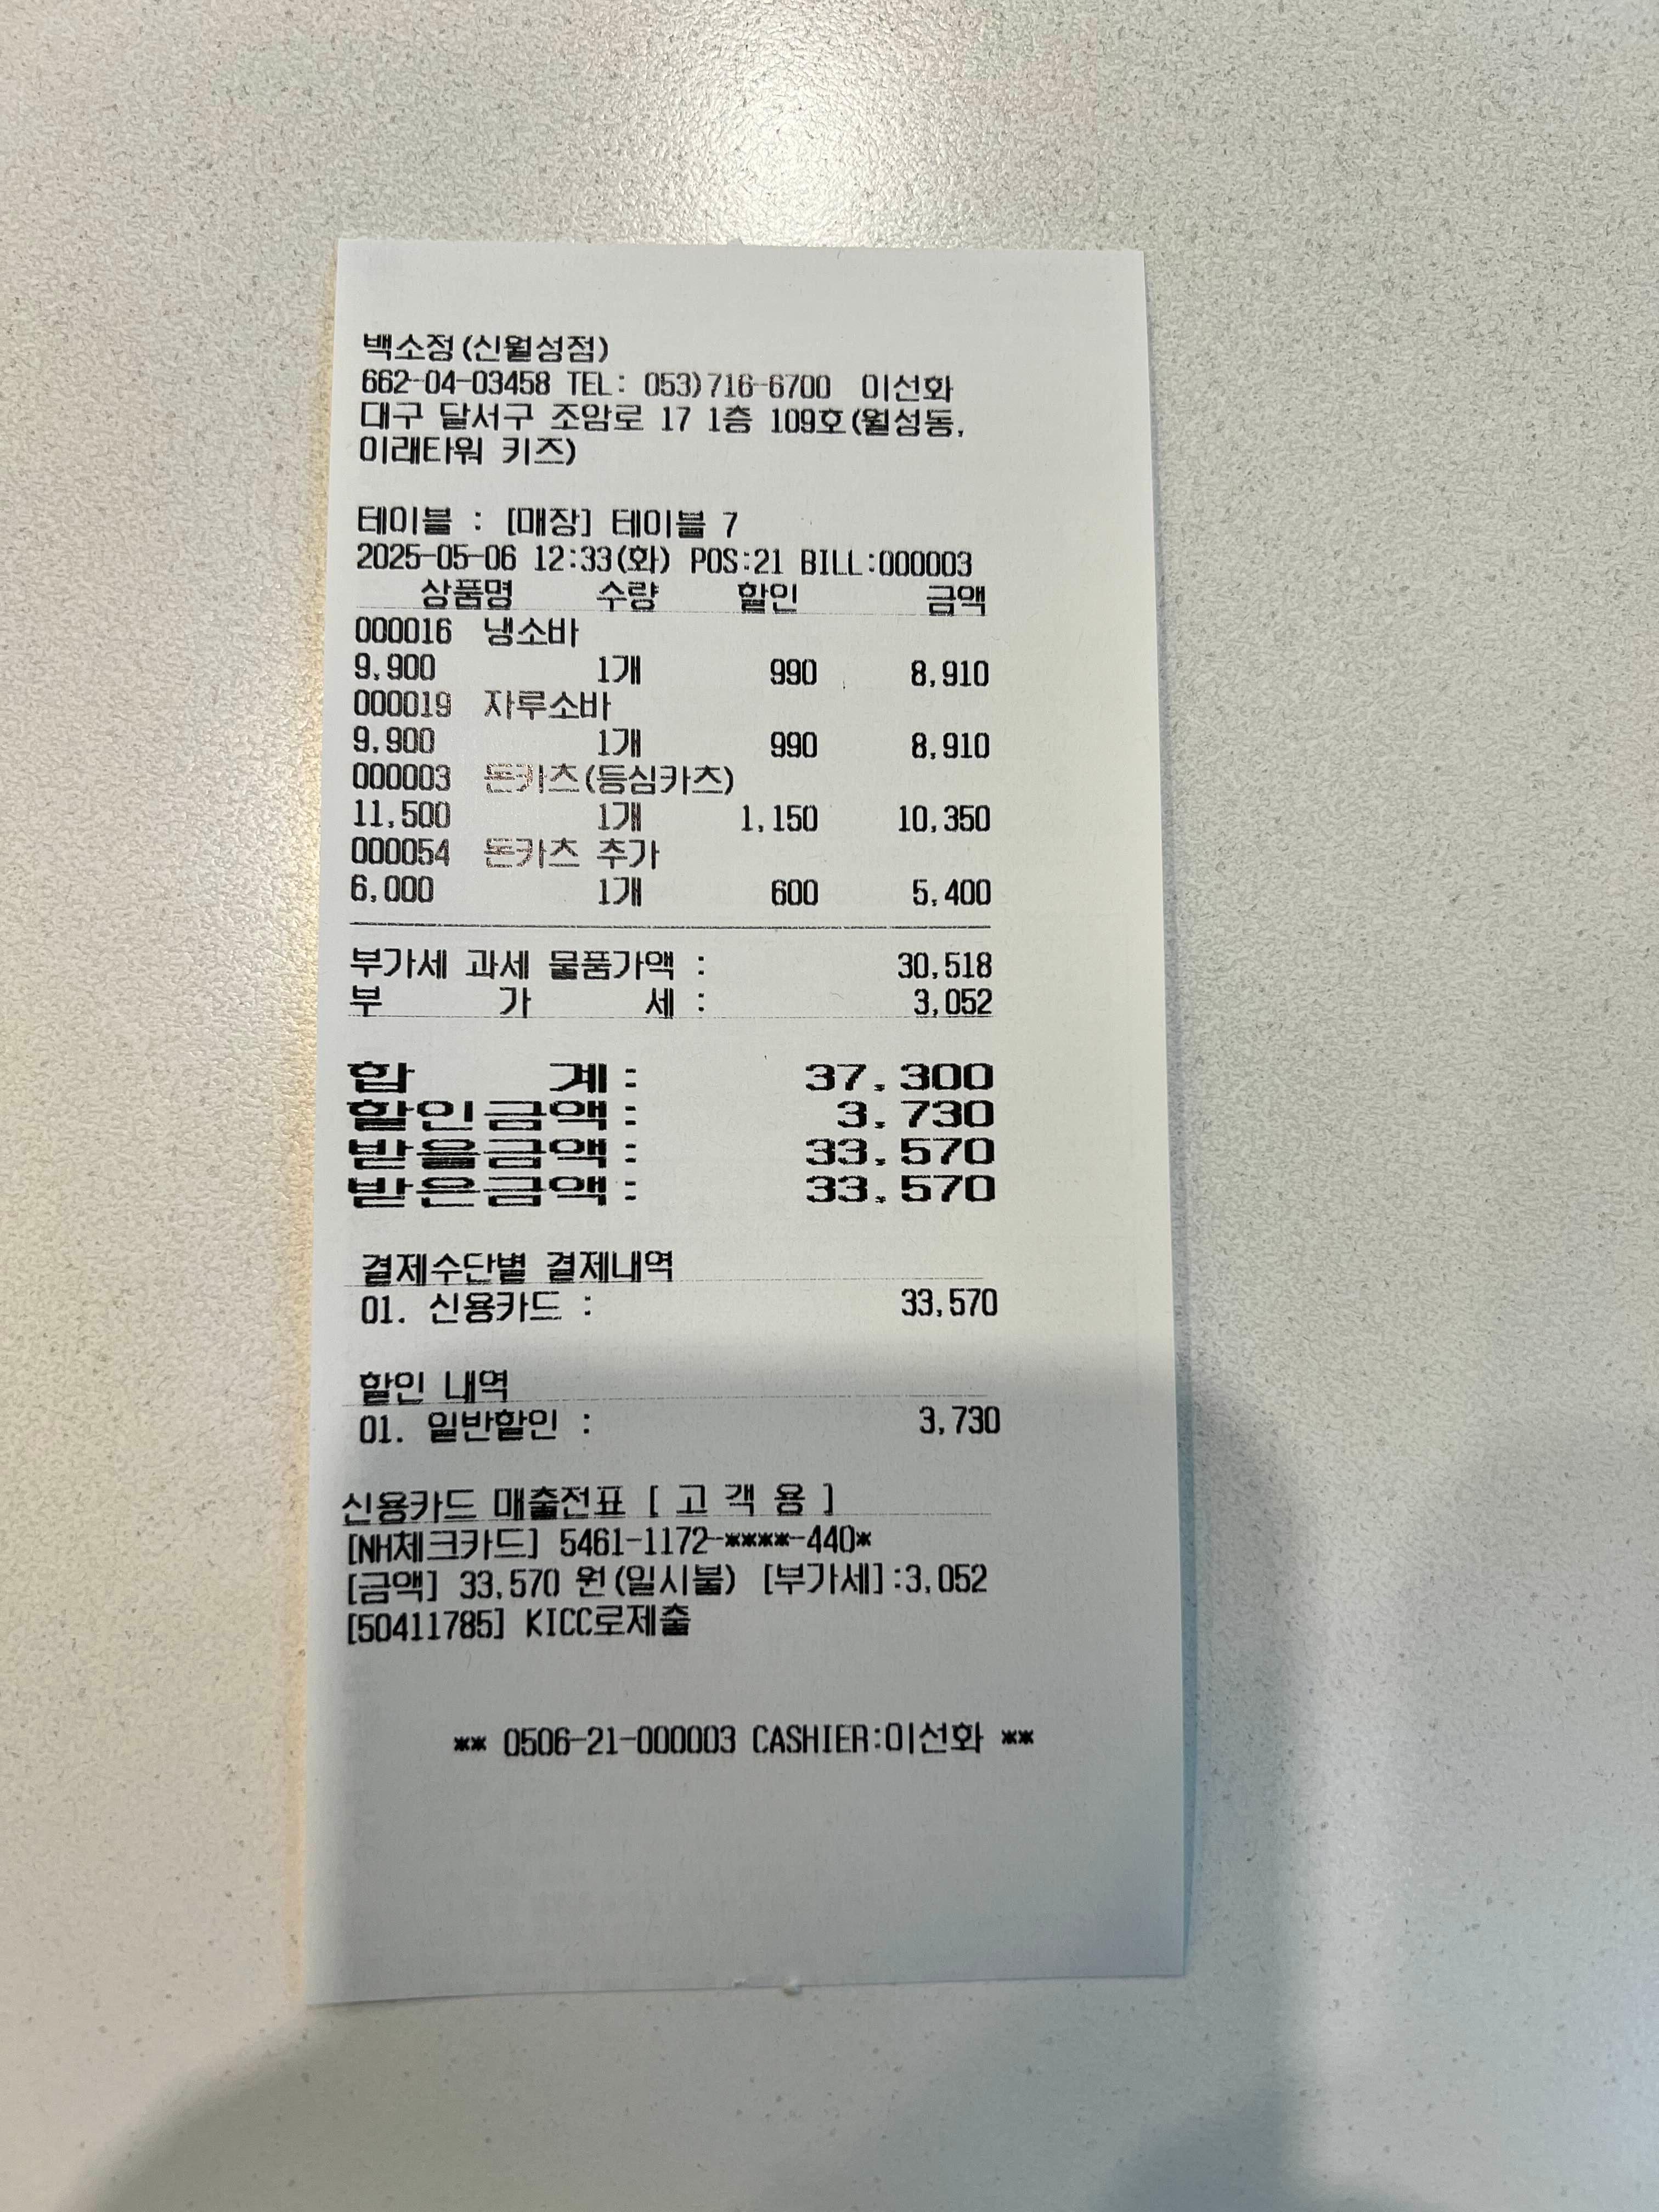 백소정(신월성점)
662-04-03458 TEL: 053)716-6700 이선화
대구 달서구 조암로 17 1층 109호(월성동,
이래타워 키즈)
테이블 : [매장] 테이블 7
2025-05-06 12:33(화) POS:21 BILL:000003
상품명 수량 할인 금액
000016 냉소바
9,900 1개 990 8,910
000019 자루소바
9,900 1개 990 8,910
000003 돈카츠(등심카츠)
11,500 1개 1,150 10,350
000054 돈카츠 추가
6,000 1개 600 5,400
부가세 과세 물품가액 : 30,518
부 가 세 : 3,052
합 계 : 37,300
할인금액 : 3,730
받을금액 : 33,570
받은금액 : 33,570
결제수단별 결제내역
01. 신용카드 : 33,570
할인 내역
01. 일반할인 : 3,730
신용카드 매출전표 [ 고 객 용 ]
[NH체크카드] 5461-1172-****-440*
[금액] 33,570 원(일시불) [부가세]:3,052
[50411785] KICC로제출
** 0506-21-000003 CASHIER:이선화 **